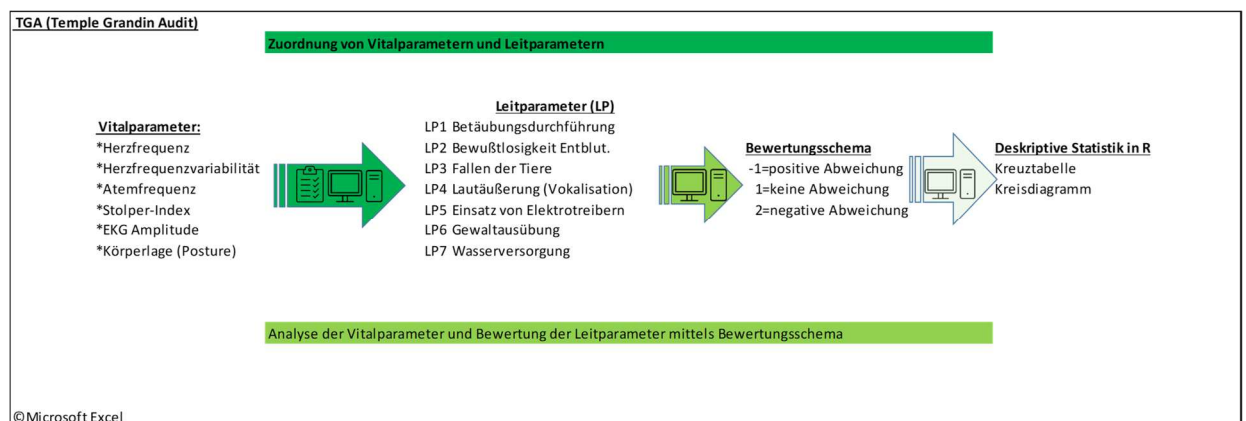 TGA (Temple Grandin Audit)
Zuordnung von Vitalparametern und Leitparametern
Vitalparameter:
*Herzfrequenz
*Herzfrequenzvariabilität
*Atemfrequenz
*Stolper-Index
*EKG Amplitude
*Körperlage (Posture)
Leitparameter (LP)
LP1 Betäubungsdurchführung
LP2 Bewußtlosigkeit Entblut.
LP3 Fallen der Tiere
LP4 Lautäußerung (Vokalisation)
LP5 Einsatz von Elektrotreibern
LP6 Gewaltausübung
LP7 Wasserversorgung
Bewertungsschema
-1=positive Abweichung
1=keine Abweichung
2=negative Abweichung
Deskriptive Statistik in R
Kreuztabelle
Kreisdiagramm
Analyse der Vitalparameter und Bewertung der Leitparameter mittels Bewertungsschema
©Microsoft Excel